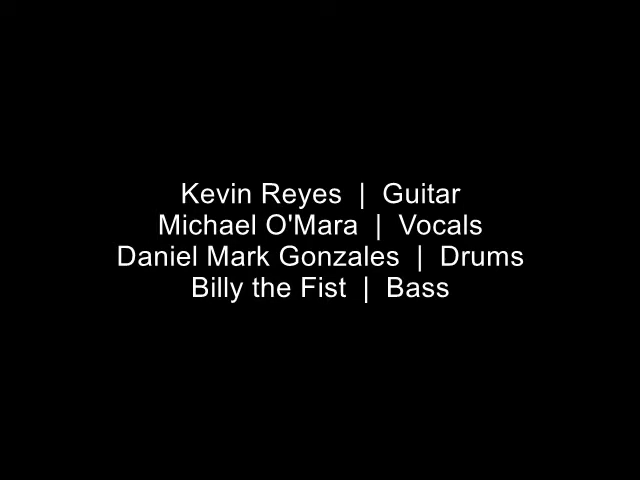 Kevin Reyes | Guitar
Michael O'Mara | Vocals
Daniel Mark Gonzales | Drums
Billy the Fist | Bass